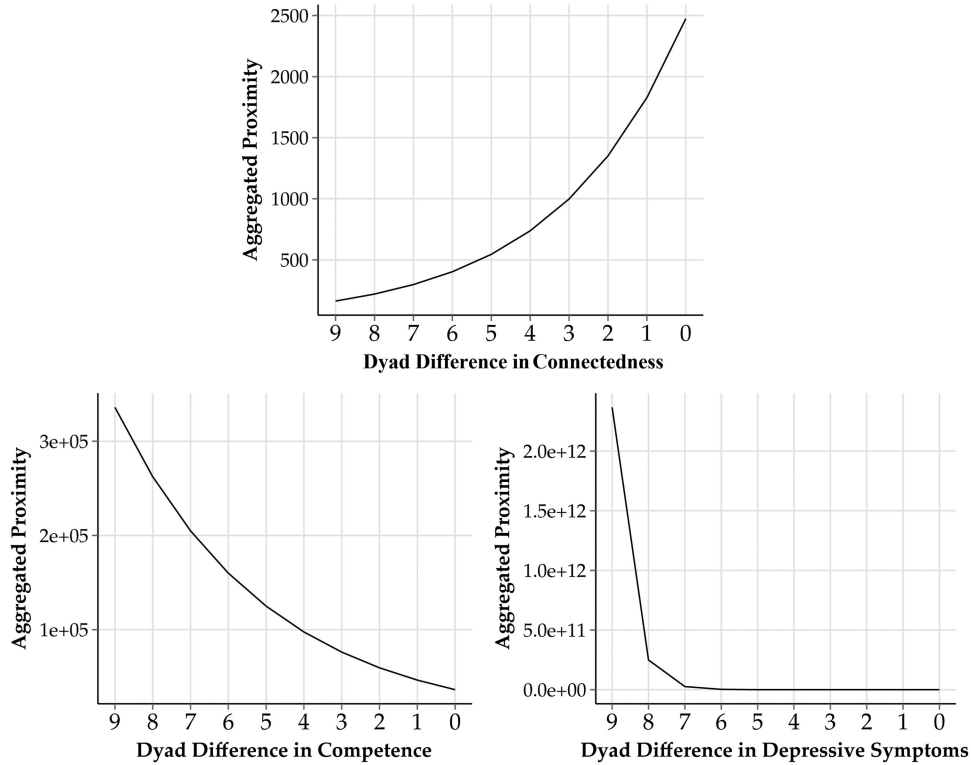 Aggregated Proximity
2500
2000
1500
1000
500
9 8 7 6 5 4 3 2 1 0
Dyad Difference in Connectedness
Aggregated Proximity
3e+05
2e+05
1e+05
9 8 7 6 5 4 3 2 1 0
Dyad Difference in Competence
Aggregated Proximity
2.0e+12
1.5e+12
1.0e+12
5.0e+11
0.0e+00
9 8 7 6 5 4 3 2 1 0
Dyad Difference in Depressive Symptoms